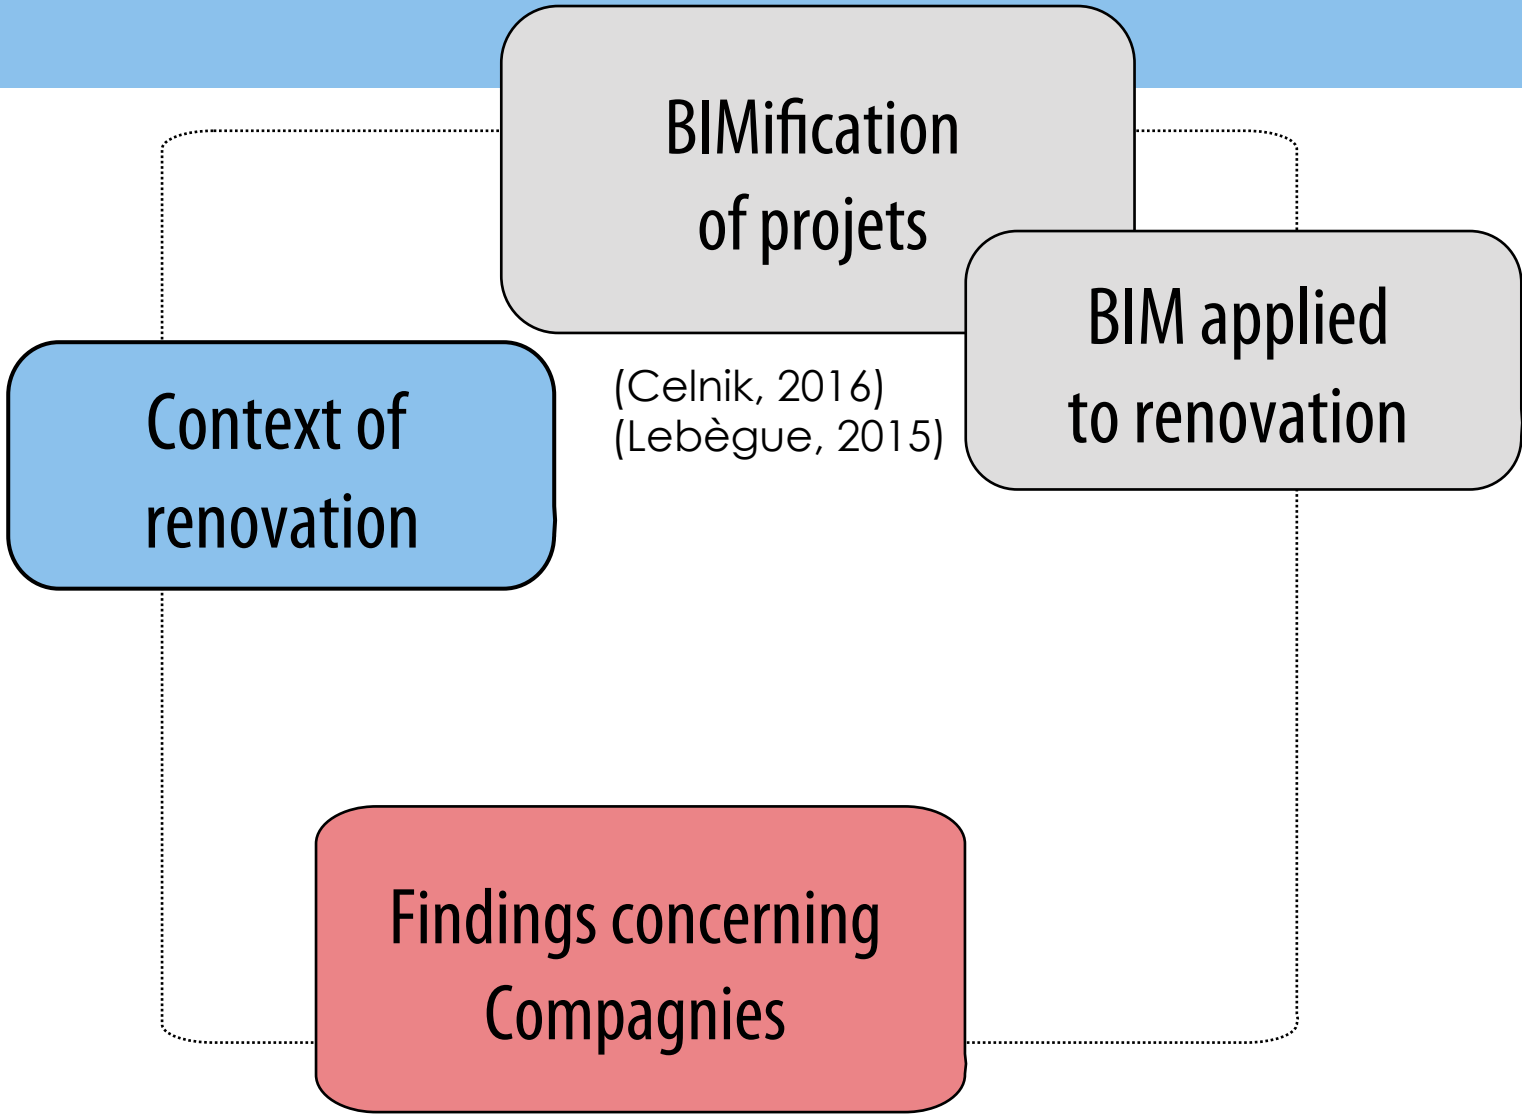 BIMification
of projets
BIM applied
to renovation
(Celnik, 2016)
(Lebègue, 2015)
Context of
renovation
Findings concerning
Compagnies